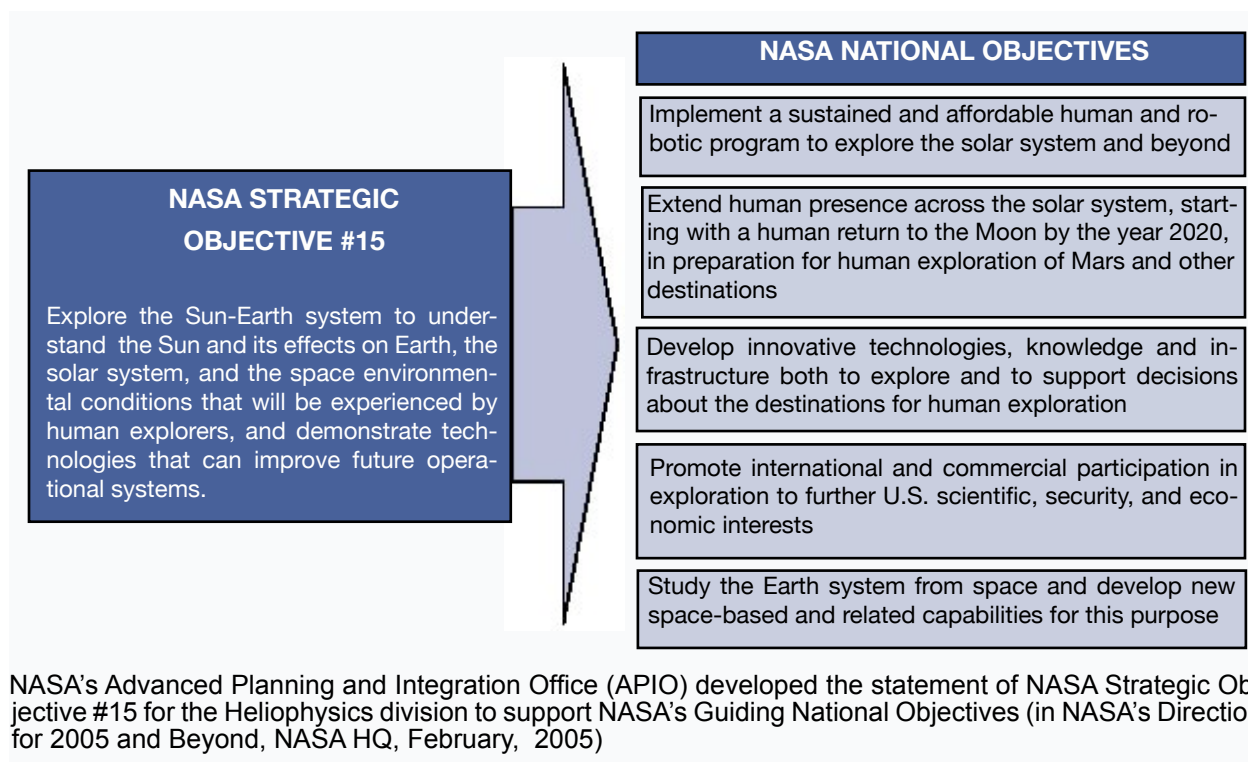 NASA STRATEGIC
OBJECTIVE #15
Explore the Sun-Earth system to under-
stand the Sun and its effects on Earth, the
solar system, and the space environmen-
tal conditions that will be experienced by
human explorers, and demonstrate tech-
nologies that can improve future opera-
tional systems.
NASA NATIONAL OBJECTIVES
Implement a sustained and affordable human and ro-
botic program to explore the solar system and beyond
Extend human presence across the solar system, start-
ing with a human return to the Moon by the year 2020,
in preparation for human exploration of Mars and other
destinations
Develop innovative technologies, knowledge and in-
frastructure both to explore and to support decisions
about the destinations for human exploration
Promote international and commercial participation in
exploration to further U.S. scientific, security, and eco-
nomic interests
Study the Earth system from space and develop new
space-based and related capabilities for this purpose
NASA's Advanced Planning and Integration Office (APIO) developed the statement of NASA Strategic Ob
jective #15 for the Heliophysics division to support NASA's Guiding National Objectives (in NASA's Directio
for 2005 and Beyond, NASA HQ, February, 2005)